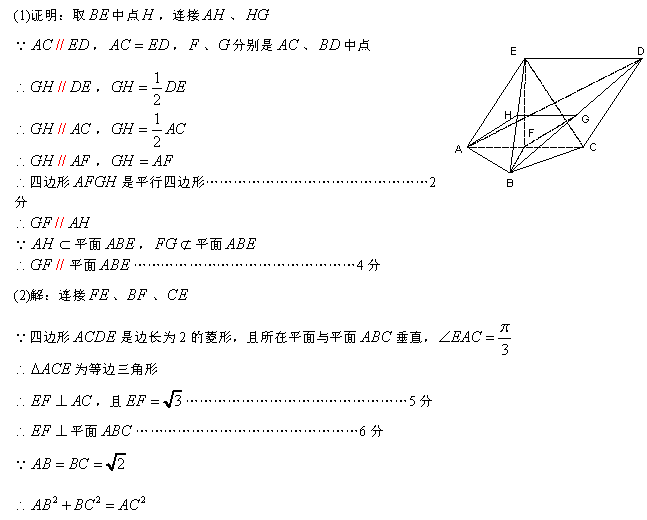 (1)证明：取BE中点H，连接AH、HG
∵AC//ED，AC=ED，F、G分别是AC、BD中点
∴GH//DE，GH=\frac{1}{2}DE
∴GH//AC，GH=\frac{1}{2}AC
∴GH//AF，GH=AF
∴四边形AFGH是平行四边形…………………………………………2
分
∴GF//AH
∵AH⊂平面ABE，FG⊄平面ABE
∴GF//平面ABE…………………………………………4分
(2)解：连接FE、BF、CE
∵四边形ACDE是边长为2的菱形，且所在平面与平面ABC垂直，∠EAC=\frac{π}{3}
∴ΔACE为等边三角形
∴EF⊥AC，且EF=√3…………………………………………5分
∴EF⊥平面ABC…………………………………………6分
∵AB=BC=√2
∴AB²+BC²=AC²
E
D
H
G
F
A
C
B